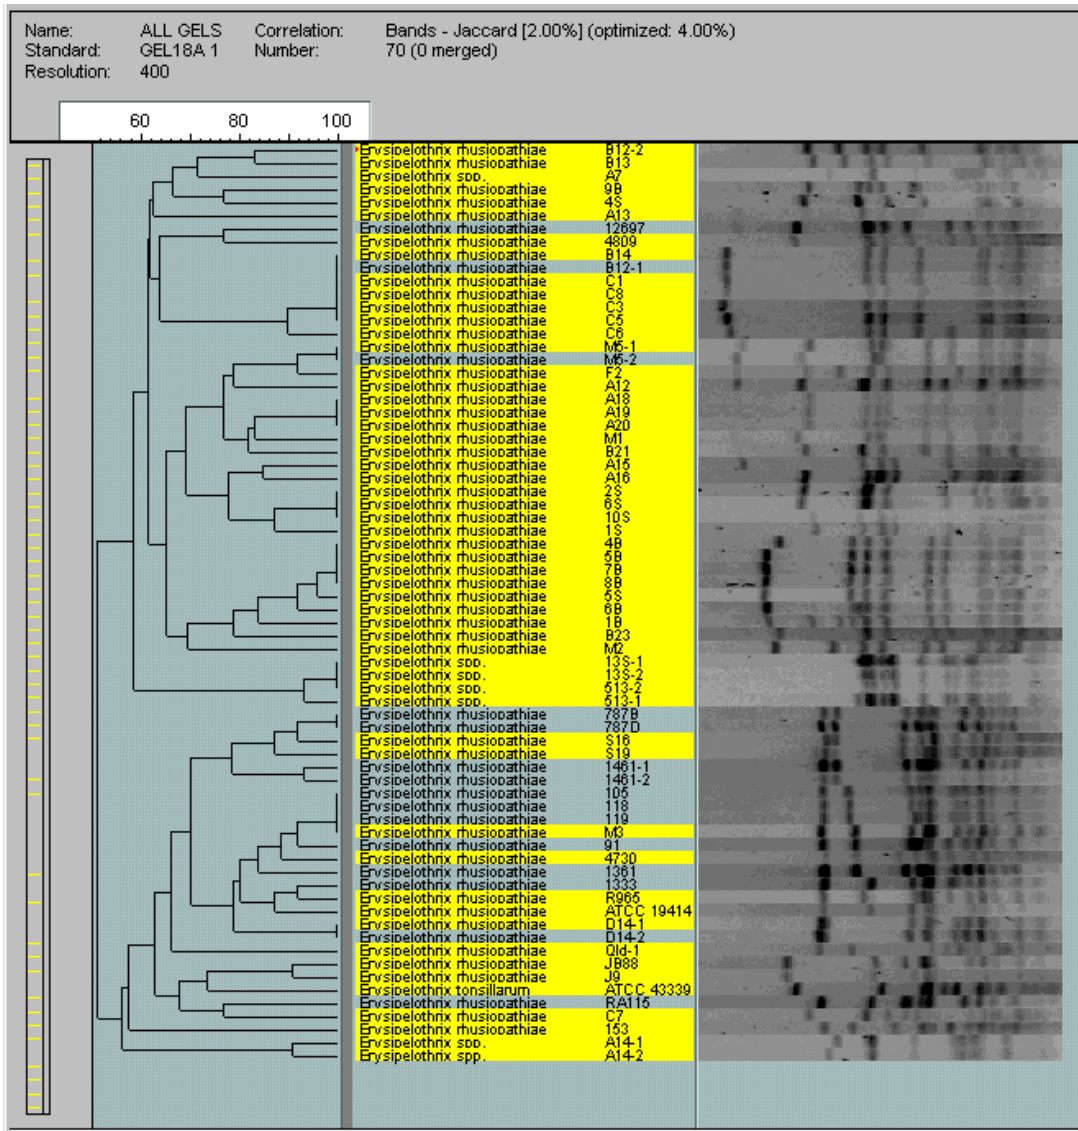 Name: ALL GELS Correlation: Bands - Jaccard [2.00%] (optimized: 4.00%)
Standard: GEL18A 1 Number: 70 (0 merged)
Resolution: 400
60 80 100
Erysipelothrix rhusiopathiae B12-2
Erysipelothrix rhusiopathiae B13
Erysipelothrix spp. A7
Erysipelothrix rhusiopathiae 9B
Erysipelothrix rhusiopathiae 4S
Erysipelothrix rhusiopathiae A13
Erysipelothrix rhusiopathiae 12697
Erysipelothrix rhusiopathiae 4809
Erysipelothrix rhusiopathiae B14
Erysipelothrix rhusiopathiae B12-1
Erysipelothrix rhusiopathiae C1
Erysipelothrix rhusiopathiae C8
Erysipelothrix rhusiopathiae C3
Erysipelothrix rhusiopathiae C5
Erysipelothrix rhusiopathiae C6
Erysipelothrix rhusiopathiae M5-1
Erysipelothrix rhusiopathiae M5-2
Erysipelothrix rhusiopathiae F2
Erysipelothrix rhusiopathiae A12
Erysipelothrix rhusiopathiae A18
Erysipelothrix rhusiopathiae A19
Erysipelothrix rhusiopathiae A20
Erysipelothrix rhusiopathiae M1
Erysipelothrix rhusiopathiae B21
Erysipelothrix rhusiopathiae A15
Erysipelothrix rhusiopathiae A16
Erysipelothrix rhusiopathiae 2S
Erysipelothrix rhusiopathiae 6S
Erysipelothrix rhusiopathiae 10S
Erysipelothrix rhusiopathiae 1S
Erysipelothrix rhusiopathiae 4B
Erysipelothrix rhusiopathiae 5B
Erysipelothrix rhusiopathiae 7B
Erysipelothrix rhusiopathiae 8B
Erysipelothrix rhusiopathiae 5S
Erysipelothrix rhusiopathiae 6B
Erysipelothrix rhusiopathiae 1B
Erysipelothrix rhusiopathiae B23
Erysipelothrix rhusiopathiae M2
Erysipelothrix spp. 13S-1
Erysipelothrix spp. 13S-2
Erysipelothrix spp. 513-2
Erysipelothrix spp. 513-1
Erysipelothrix rhusiopathiae 787B
Erysipelothrix rhusiopathiae 787D
Erysipelothrix rhusiopathiae S16
Erysipelothrix rhusiopathiae S19
Erysipelothrix rhusiopathiae 1461-1
Erysipelothrix rhusiopathiae 1461-2
Erysipelothrix rhusiopathiae 105
Erysipelothrix rhusiopathiae 118
Erysipelothrix rhusiopathiae 119
Erysipelothrix rhusiopathiae M3
Erysipelothrix rhusiopathiae 91
Erysipelothrix rhusiopathiae 4730
Erysipelothrix rhusiopathiae 1361
Erysipelothrix rhusiopathiae 1333
Erysipelothrix rhusiopathiae R965
Erysipelothrix rhusiopathiae ATCC 19414
Erysipelothrix rhusiopathiae D14-1
Erysipelothrix rhusiopathiae D14-2
Erysipelothrix rhusiopathiae Qld-1
Erysipelothrix rhusiopathiae JB88
Erysipelothrix rhusiopathiae J9
Erysipelothrix tonsillarum ATCC 43339
Erysipelothrix rhusiopathiae RA115
Erysipelothrix rhusiopathiae C7
Erysipelothrix rhusiopathiae 153
Erysipelothrix spp. A14-1
Erysipelothrix spp. A14-2